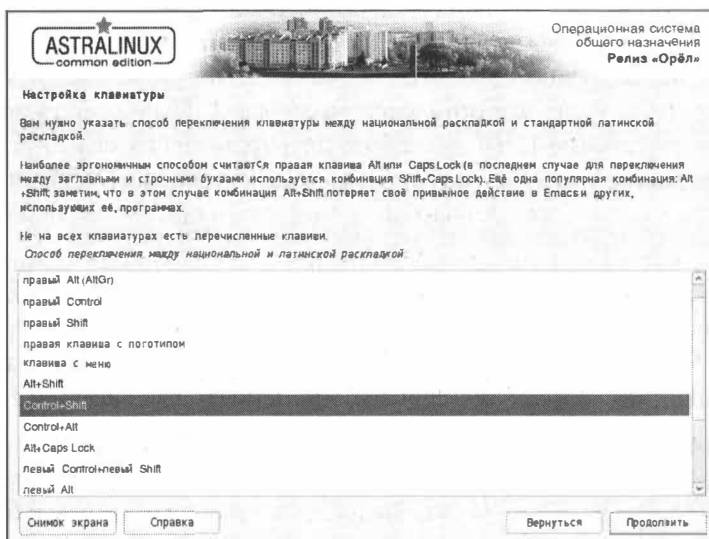 ASTRALINUX
common edition
Операционная система
общего назначения
Релиз «Орёл»
Настройка клавиатуры
Вам нужно указать способ переключения клавиатуры между национальной раскладкой и стандартной латинской
раскладкой.
Наиболее эргономичным способом считаются правая клавиша Alt или Caps Lock (в последнем случае для переключения
между заглавными и строчными буквами используется комбинация Shift+Caps Lock). Ещё одна популярная комбинация: Alt
+Shift; заметим, что в этом случае комбинация Alt+Shift потеряет своё привычное действие в Emacs и других,
использующих её, программах.
Не на всех клавиатурах есть перечисленные клавиши.
Способ переключения между национальной и латинской раскладкой:
правый Alt (AltGr)
правый Control
правый Shift
правая клавиша с логотипом
клавиша с меню
Alt+Shift
Control+Shift
Control+Alt
Alt+Caps Lock
левый Control+левый Shift
левый Alt
Снимок экрана
Справка
Вернуться
Продолжить